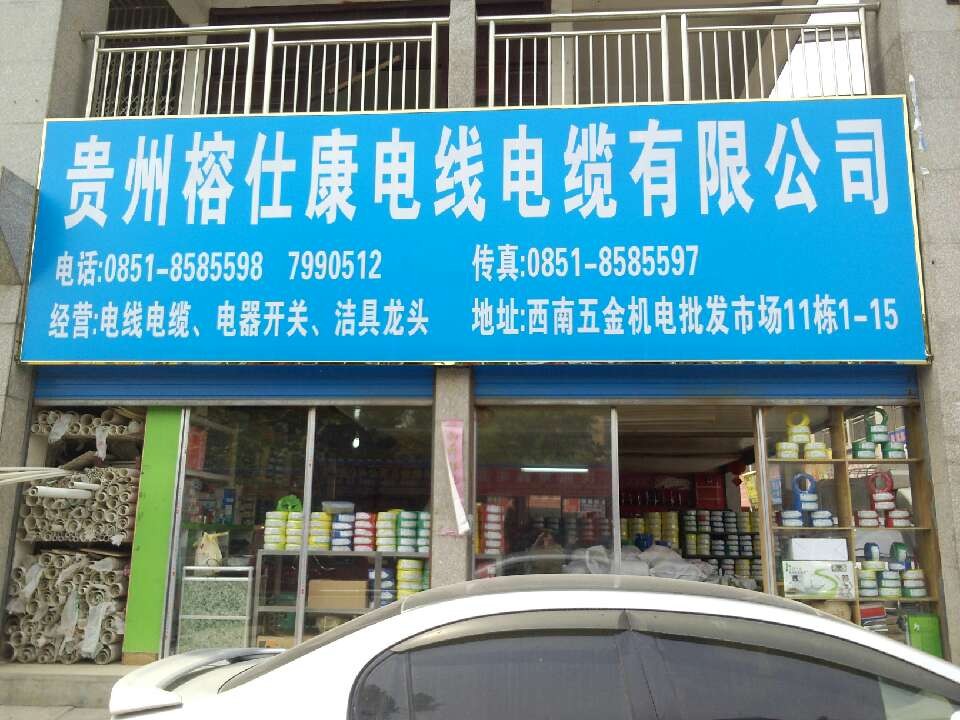 贵州榕仕康电线电缆有限公司
电话:0851-8585598 7990512 传真:0851-8585597
经营:电线电缆、电器开关、洁具龙头 地址:西南五金机电批发市场11栋1-15